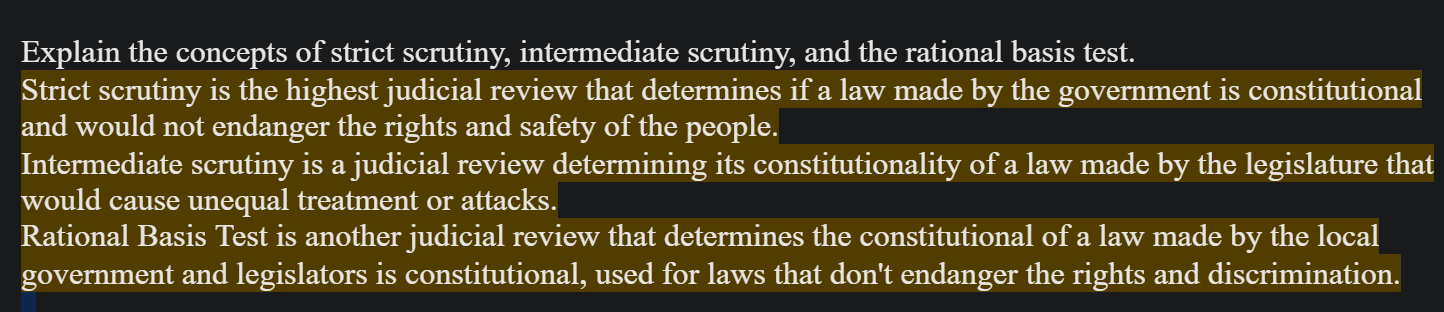 Explain the concepts of strict scrutiny, intermediate scrutiny, and the rational basis test.
Strict scrutiny is the highest judicial review that determines if a law made by the government is constitutional
and would not endanger the rights and safety of the people.
Intermediate scrutiny is a judicial review determining its constitutionality of a law made by the legislature that
would cause unequal treatment or attacks.
Rational Basis Test is another judicial review that determines the constitutional of a law made by the local
government and legislators is constitutional, used for laws that don't endanger the rights and discrimination.